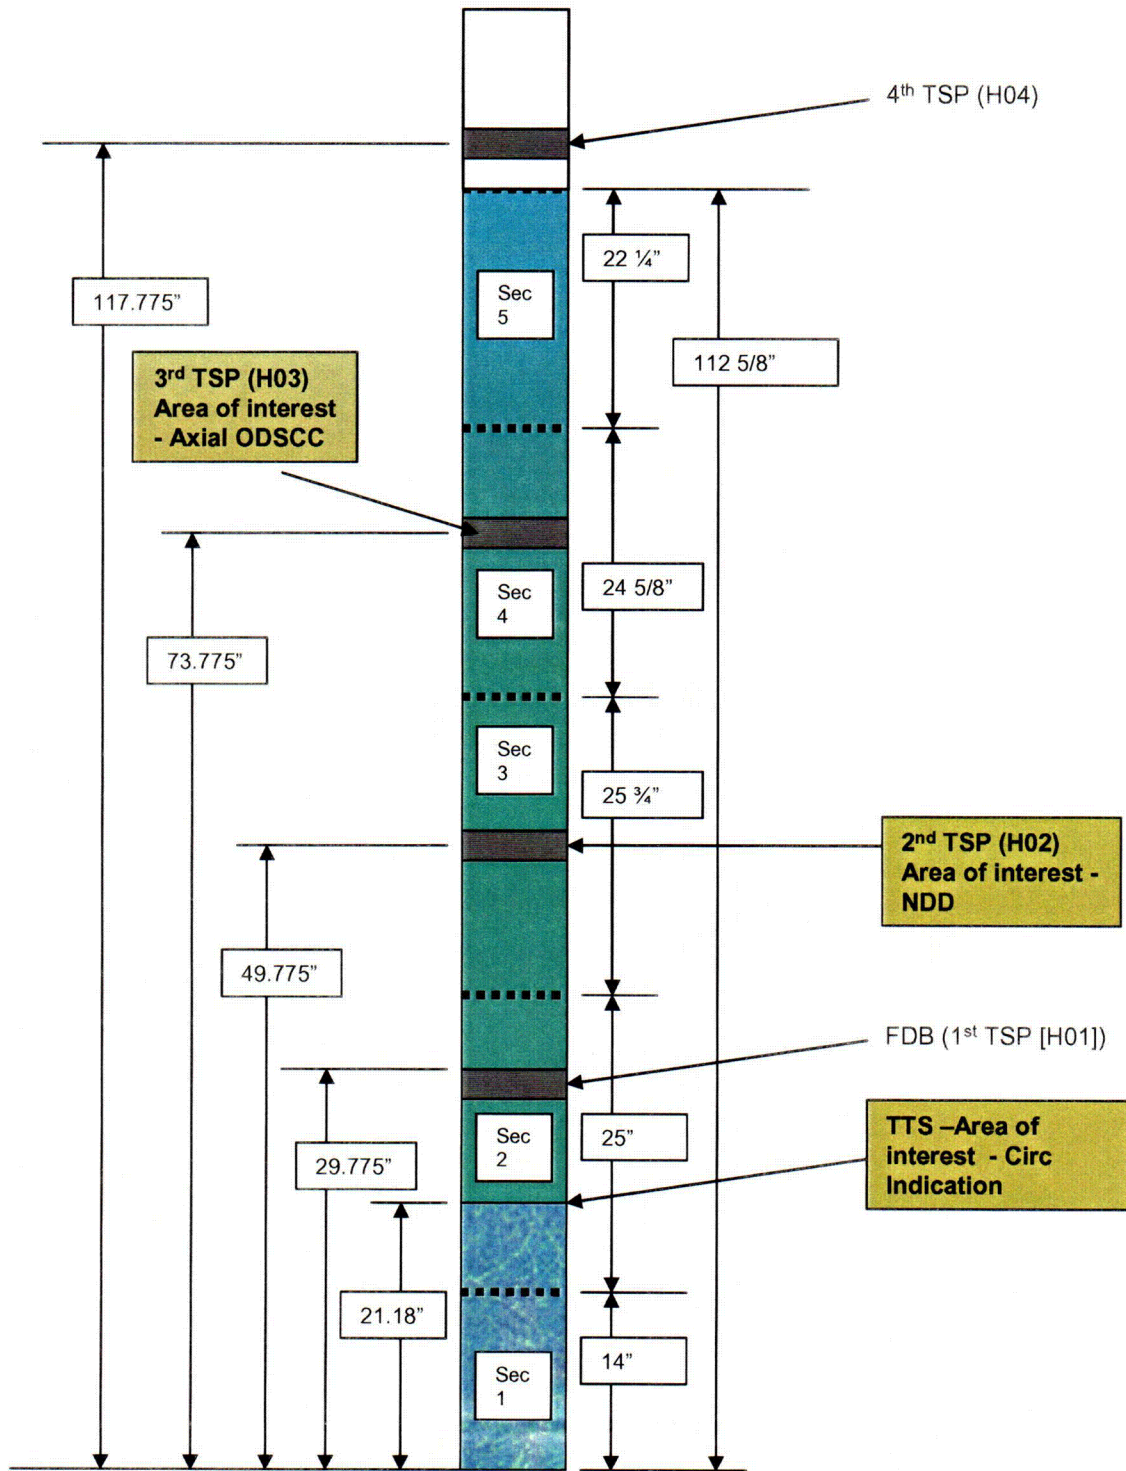 4th TSP (H04)
22 ¼”
Sec
5
117.775”
112 5/8”
3rd TSP (H03)
Area of interest
- Axial ODSCC
Sec
4
24 5/8”
73.775”
Sec
3
25 ¾”
2nd TSP (H02)
Area of interest -
NDD
49.775”
FDB (1st TSP [H01])
TTS –Area of
interest - Circ
Indication
Sec
2
25”
29.775”
21.18”
14”
Sec
1